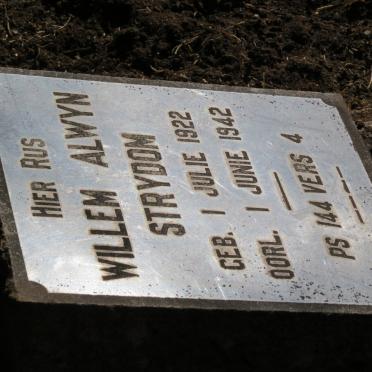 HIER RUS
WILLEM ALWYN
STRYDOM
GEB. 1 JULIE 1922
OORL. 1 JUNIE 1942
PS 144 VERS 4